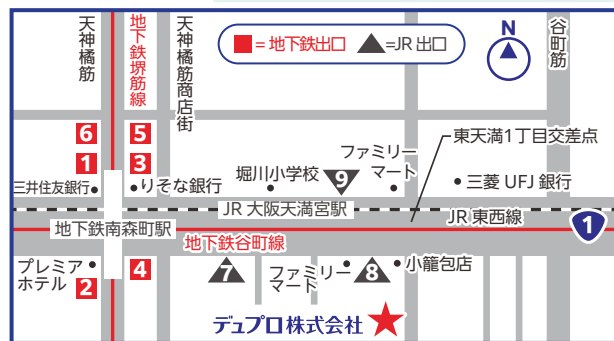 天神橋筋
地下鉄堺筋線
天神橋筋商店街
■=地下鉄出口 ▲=JR 出口
N
谷町筋
6
5
1
3
三井住友銀行
りそな銀行
堀川小学校
9
ファミリー
マート
東天満1丁目交差点
三菱 UFJ 銀行
JR 大阪天満宮駅
JR 東西線
地下鉄南森町駅
地下鉄谷町線
1
プレミア
ホテル
2
4
7
ファミリー
マート
8
小籠包店
デュプロ株式会社